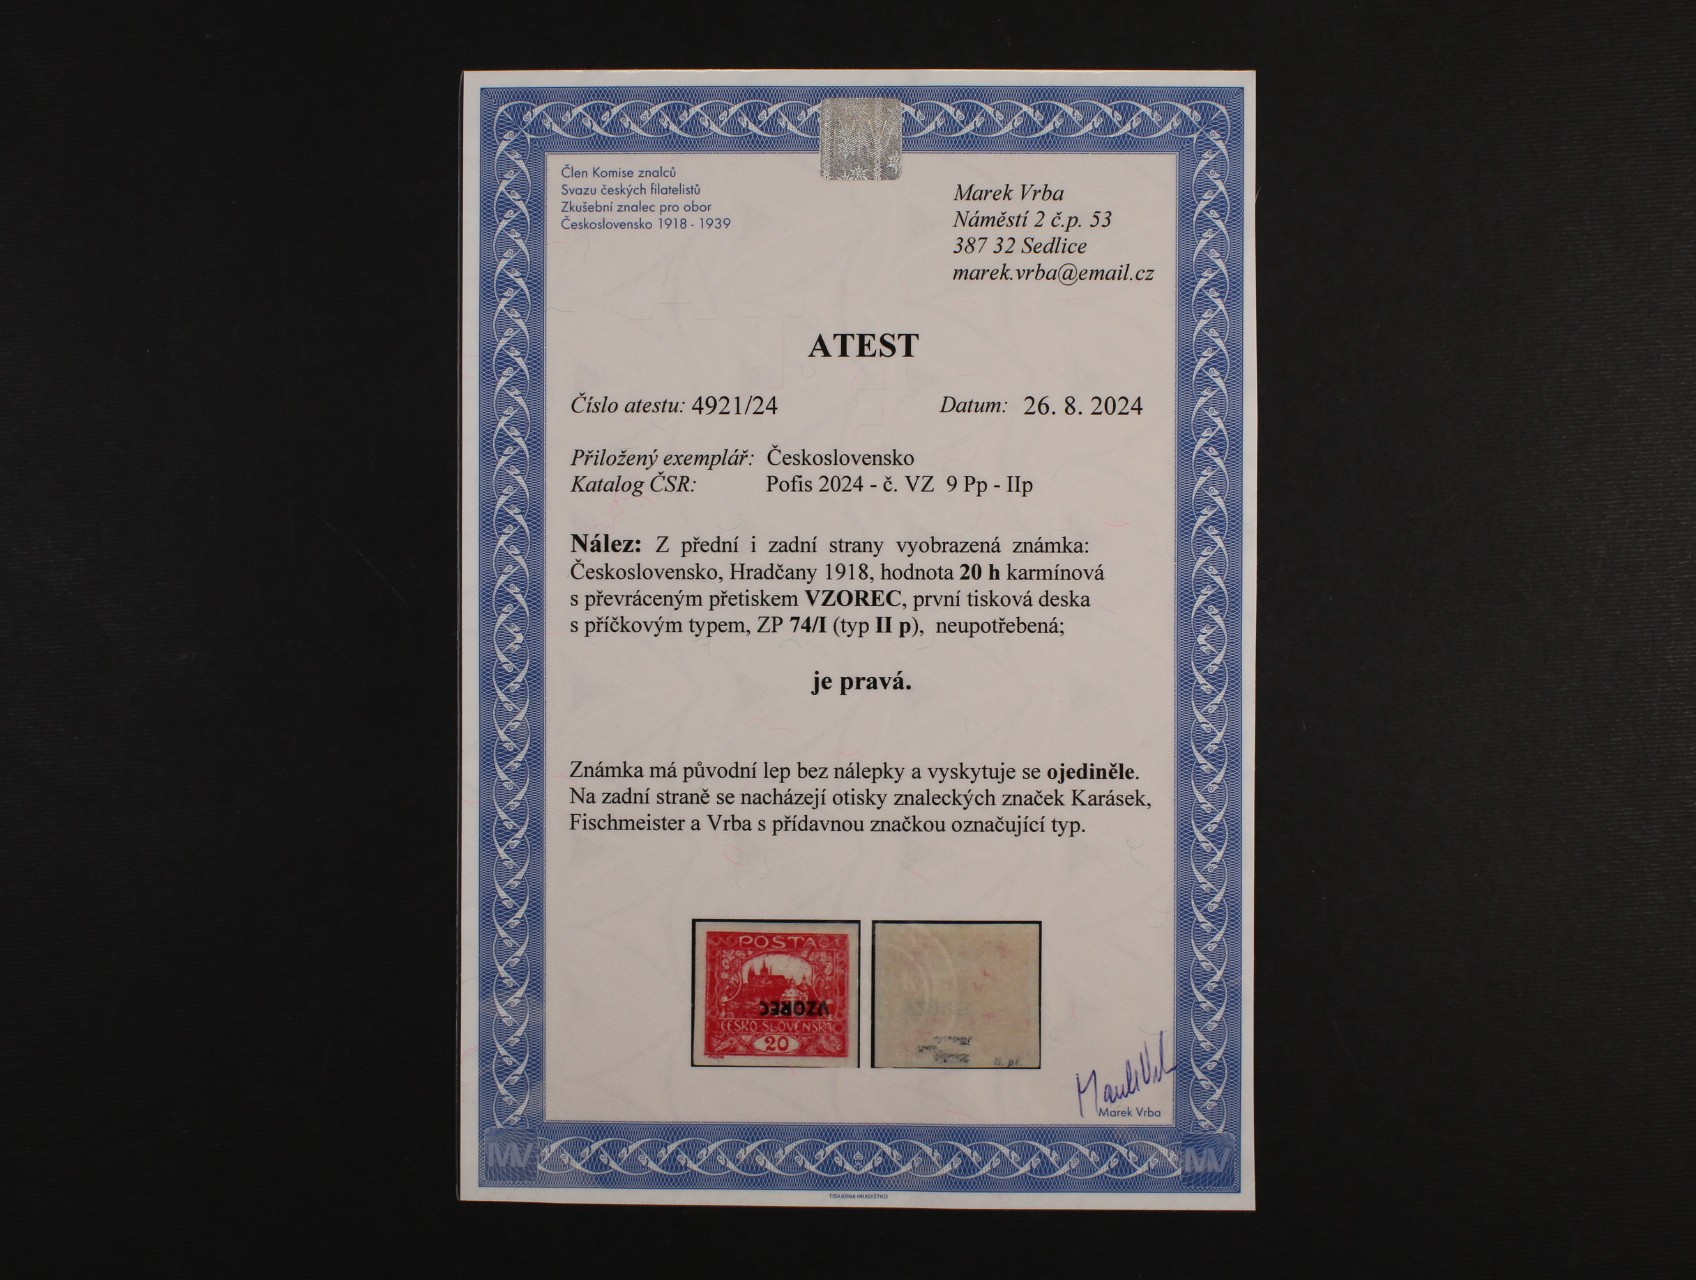 Člen Komise znalců
Svazu českých filatelistů
Zkušební znalec pro obor
Československo 1918 - 1939
Marek Vrba
Náměstí 2 č.p. 53
387 32 Sedlice
marek.vrba@email.cz
ATEST
Číslo atestu: 4921/24 Datum: 26. 8. 2024
Přiložený exemplář: Československo
Katalog ČSR: Pofis 2024 - č. VZ 9 Pp - IIp
Nález: Z přední i zadní strany vyobrazená známka:
Československo, Hradčany 1918, hodnota 20 h karmínová
s převráceným přetiskem VZOREC, první tisková deska
s příčkovým typem, ZP 74/I (typ II p), neupotřebená;
je pravá.
Známka má původní lep bez nálepky a vyskytuje se ojediněle.
Na zadní straně se nacházejí otisky znaleckých značek Karásek,
Fischmeister a Vrba s přídavnou značkou označující typ.
POSTA
VZOREC
ČESKO SLOVENSKÁ
20
Marek Vrba
MV
MV
TISKÁRNA HRADIŠTKO